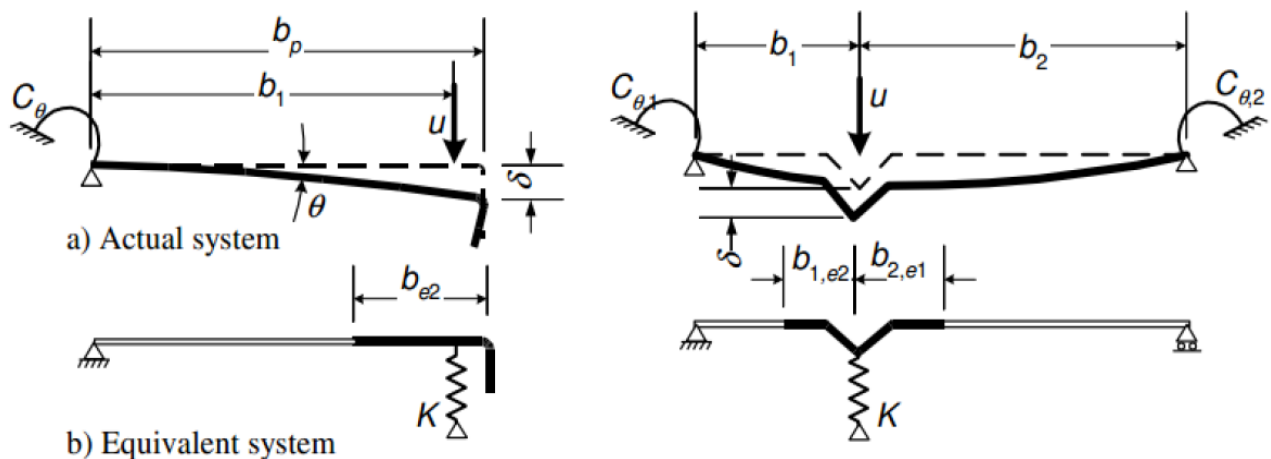 b_p
b_1
C_θ
u
δ
θ
a) Actual system
b_e2
K
b) Equivalent system
b_1
b_2
C_θ,1
u
C_θ,2
δ
b_1,e2
b_2,e1
K